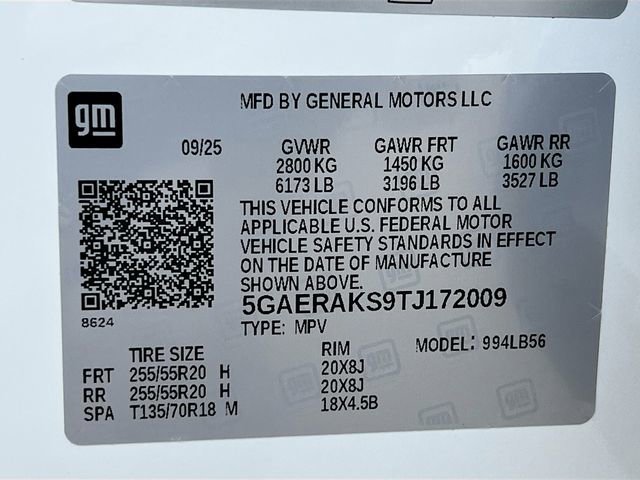 gm
MFD BY GENERAL MOTORS LLC
09/25 GVWR GAWR FRT GAWR RR
2800 KG 1450 KG 1600 KG
6173 LB 3196 LB 3527 LB
THIS VEHICLE CONFORMS TO ALL
APPLICABLE U.S. FEDERAL MOTOR
VEHICLE SAFETY STANDARDS IN EFFECT
ON THE DATE OF MANUFACTURE
SHOWN ABOVE.
8624
5GAERAKS9TJ172009
TYPE: MPV MODEL: 994LB56
TIRE SIZE RIM
FRT 255/55R20 H 20X8J
RR 255/55R20 H 20X8J
SPA T135/70R18 M 18X4.5B